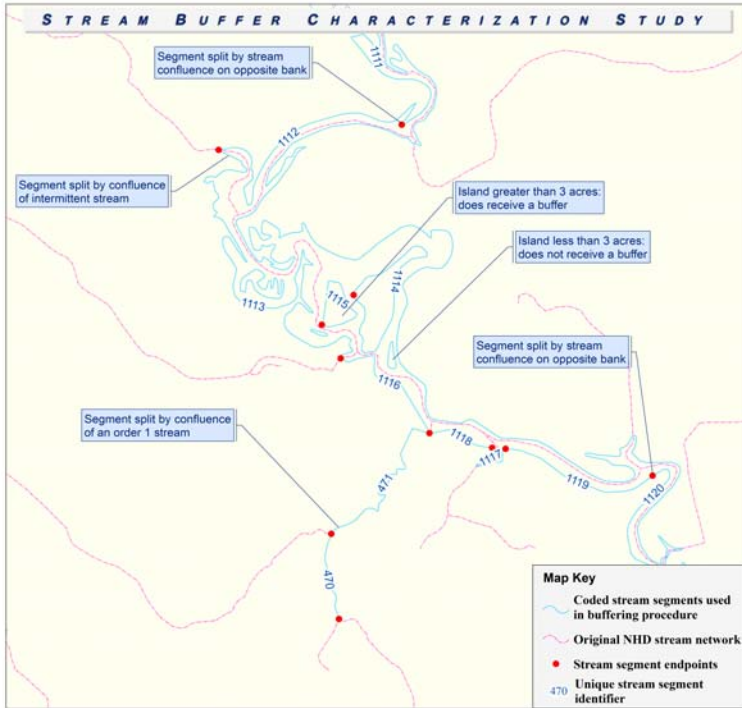 STREAM BUFFER CHARACTERIZATION STUDY
Segment split by stream
confluence on opposite bank
1111
1112
Segment split by confluence
of intermittent stream
Island greater than 3 acres:
does receive a buffer
Island less than 3 acres:
does not receive a buffer
1113
1114
1115
Segment split by stream
confluence on opposite bank
1116
Segment split by confluence
of an order 1 stream
1118
1117
1119
1120
471
470
Map Key
Coded stream segments used
in buffering procedure
Original NHD stream network
Stream segment endpoints
470 Unique stream segment
identifier